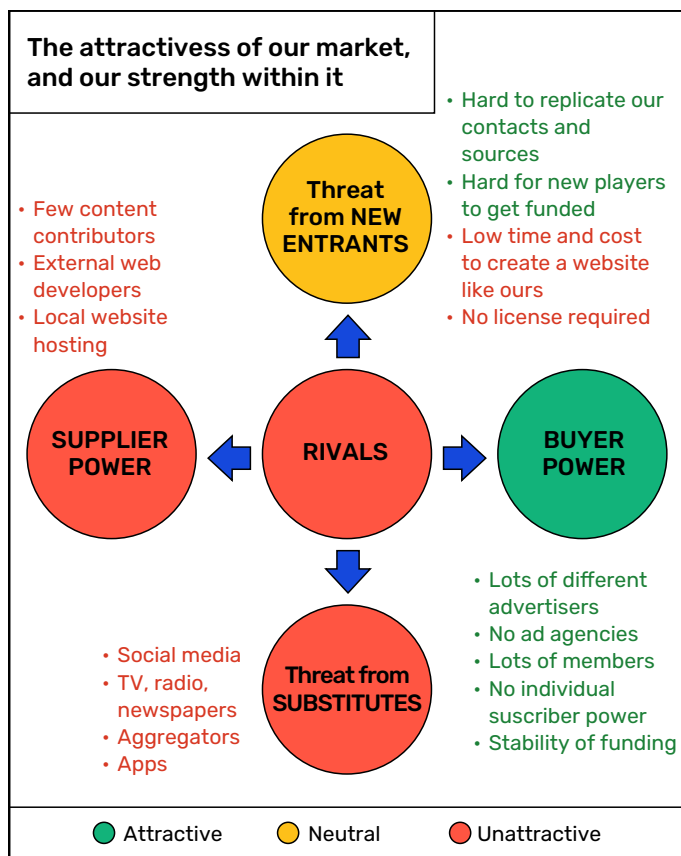 The attractivess of our market,
and our strength within it
• Hard to replicate our
contacts and
sources
• Hard for new players
to get funded
• Low time and cost
to create a website
like ours
• No license required
Threat
from NEW
ENTRANTS
• Few content
contributors
• External web
developers
• Local website
hosting
SUPPLIER
POWER
RIVALS
BUYER
POWER
• Lots of different
advertisers
• No ad agencies
• Lots of members
• No individual
suscriber power
• Stability of funding
Threat from
SUBSTITUTES
• Social media
• TV, radio,
newspapers
• Aggregators
• Apps
Attractive
Neutral
Unattractive